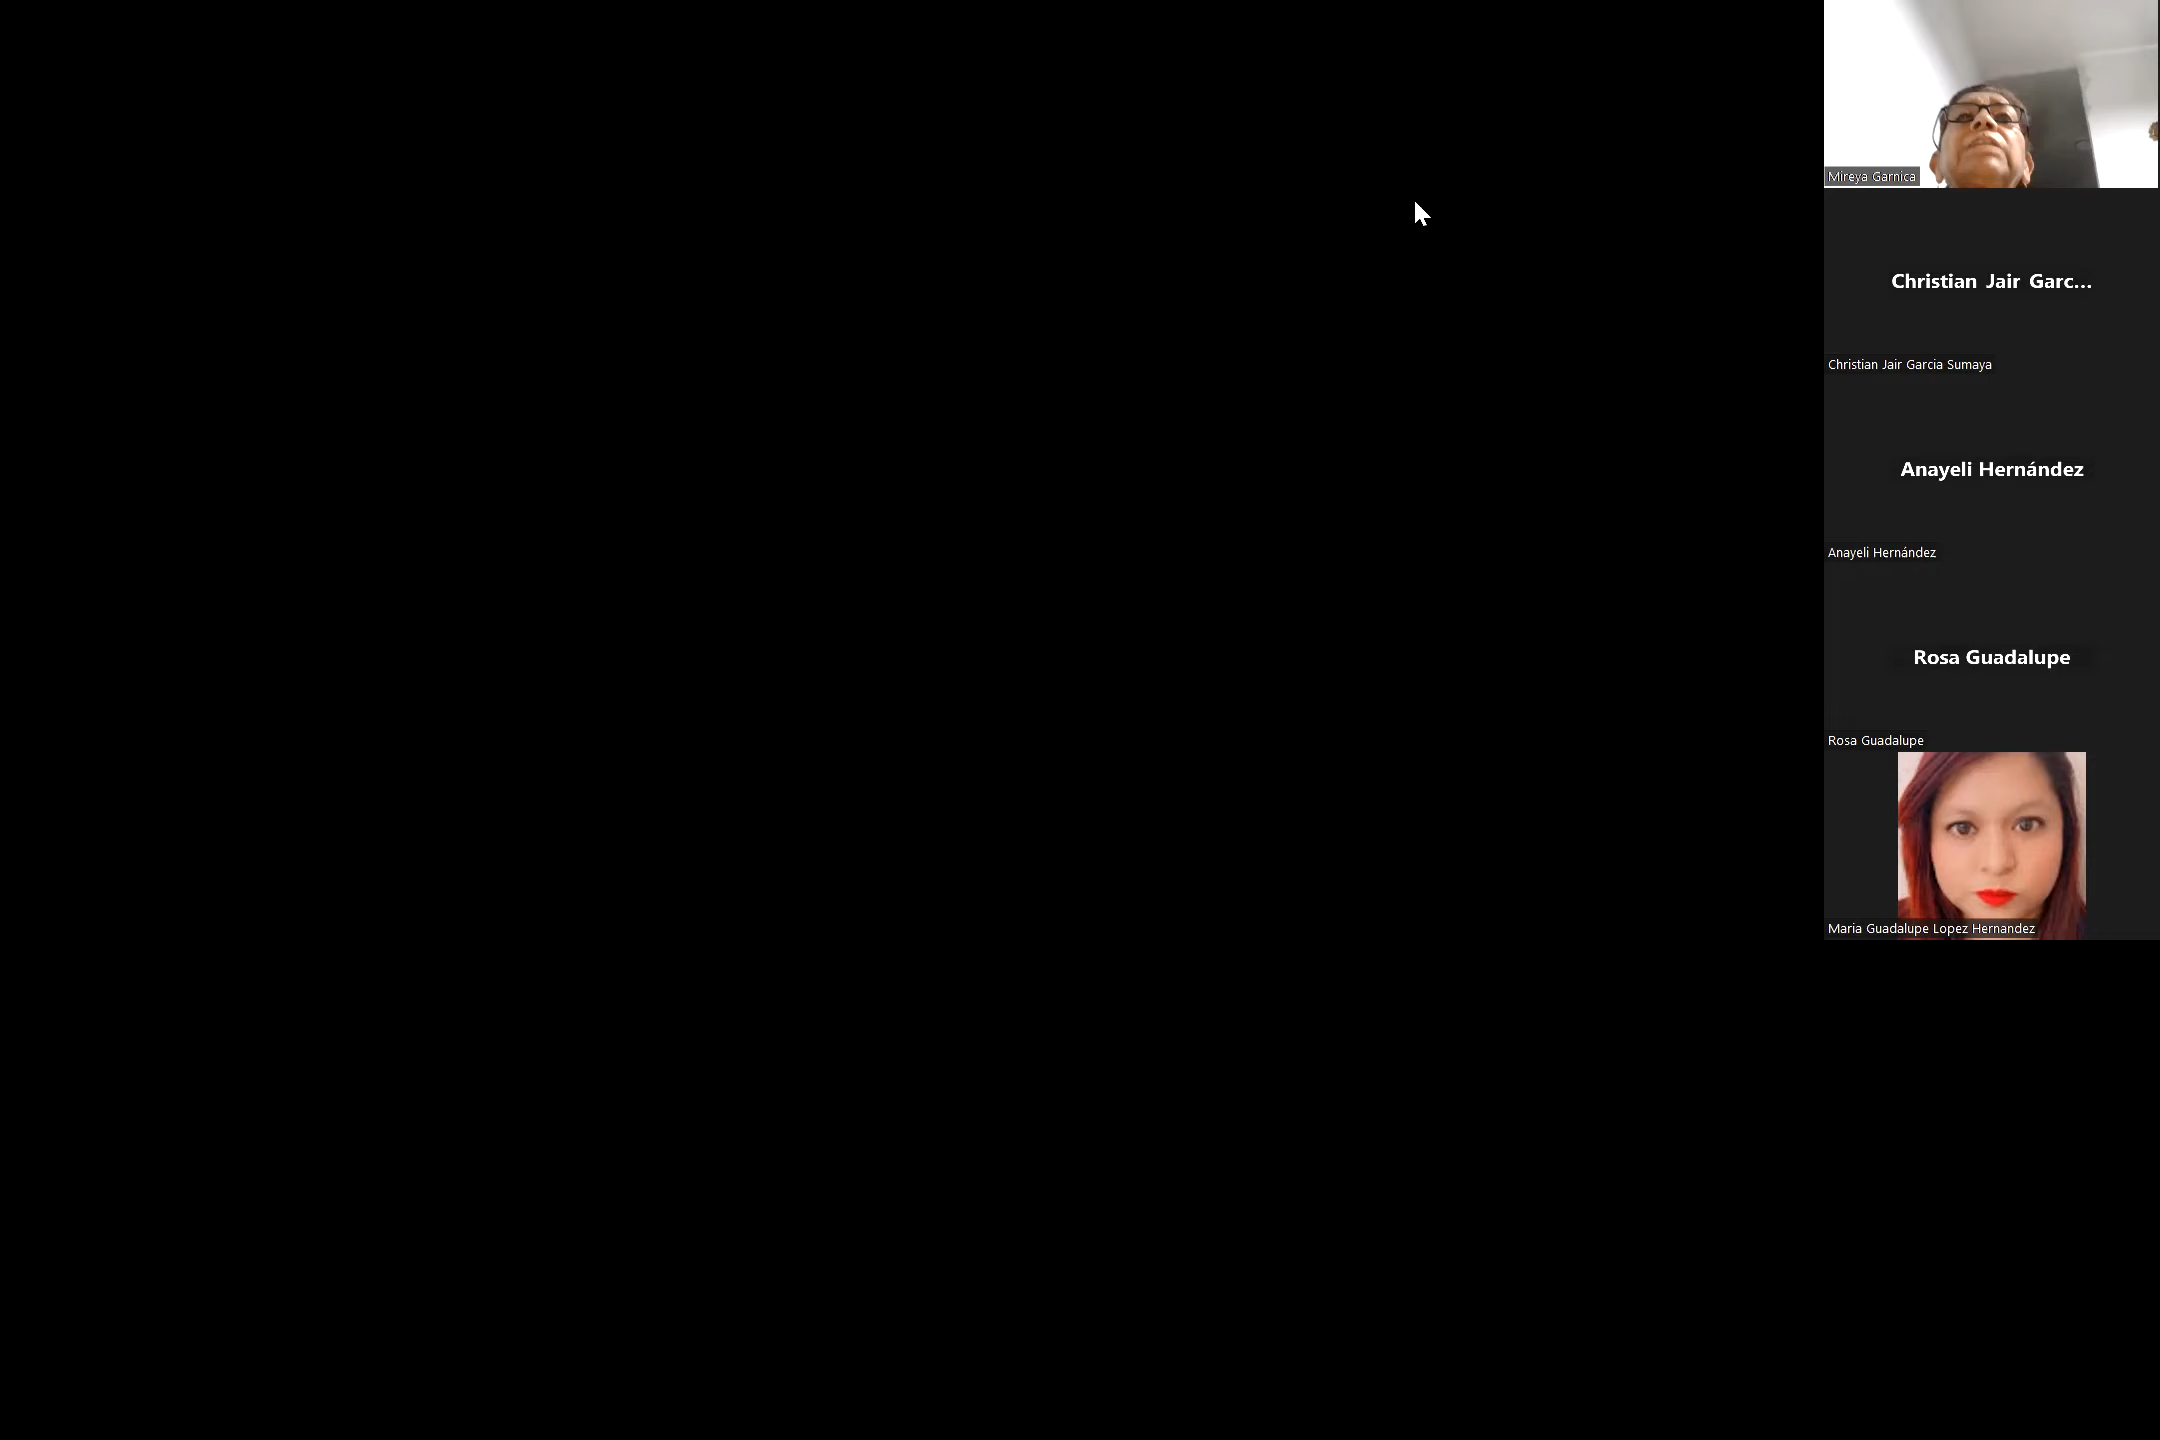 Mireya Garnica
Christian Jair Garc...
Christian Jair Garcia Sumaya
Anayeli Hernández
Anayeli Hernández
Rosa Guadalupe
Rosa Guadalupe
Maria Guadalupe Lopez Hernandez